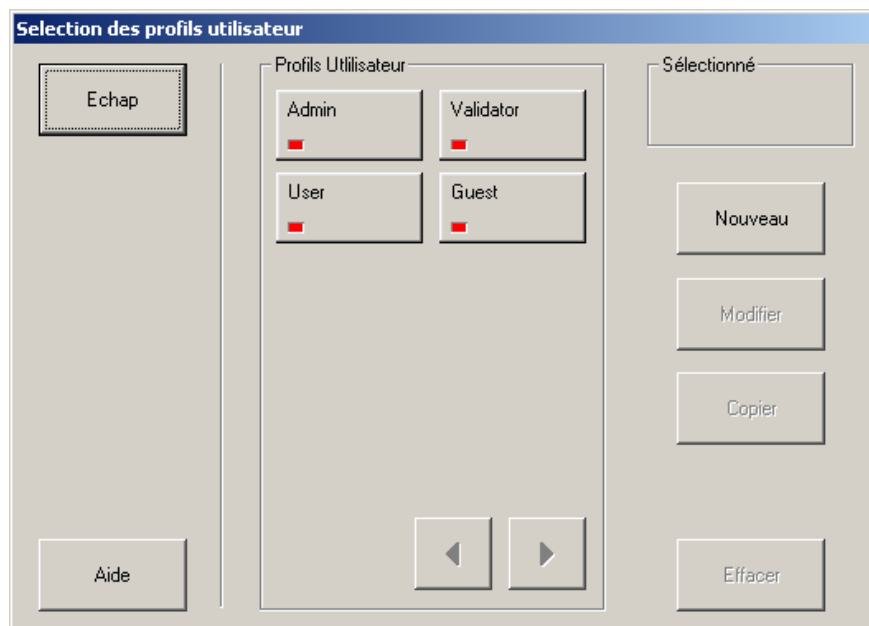 Selection des profils utilisateur
Echap
Profils Utlilisateur
Sélectionné
Admin
Validator
User
Guest
Nouveau
Modifier
Copier
Aide
Effacer